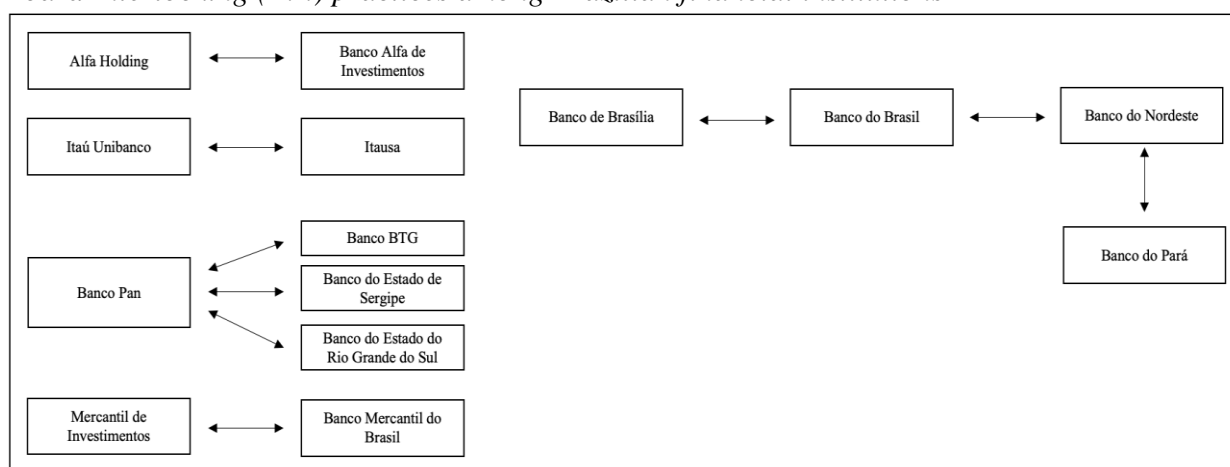 Alfa Holding
Banco Alfa de
Investimentos
Itaú Unibanco
Itausa
Banco Pan
Banco BTG
Banco do Estado de
Sergipe
Banco do Estado do
Rio Grande do Sul
Mercantil de
Investimentos
Banco Mercantil do
Brasil
Banco de Brasília
Banco do Brasil
Banco do Nordeste
Banco do Pará